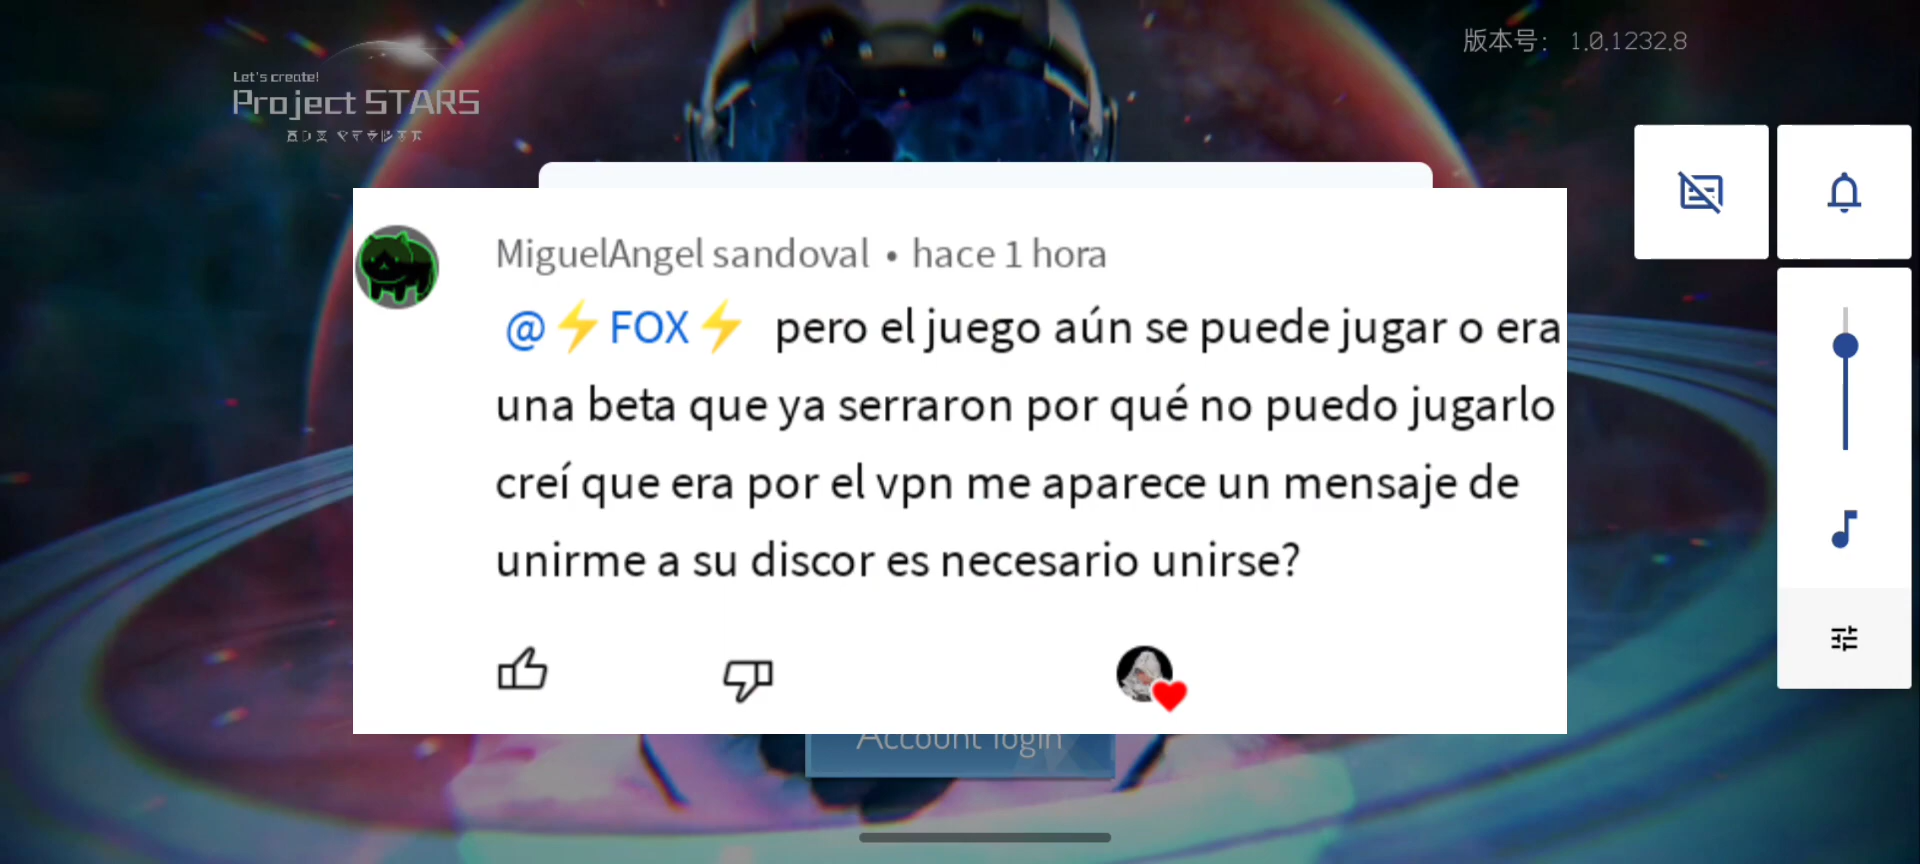 Let's create!
Project STARS
版本号： 1.0.1232.8
MiguelAngel sandoval • hace 1 hora
@⚡FOX⚡ pero el juego aún se puede jugar o era
una beta que ya serraron por qué no puedo jugarlo
creí que era por el vpn me aparece un mensaje de
unirme a su discor es necesario unirse?
Account login